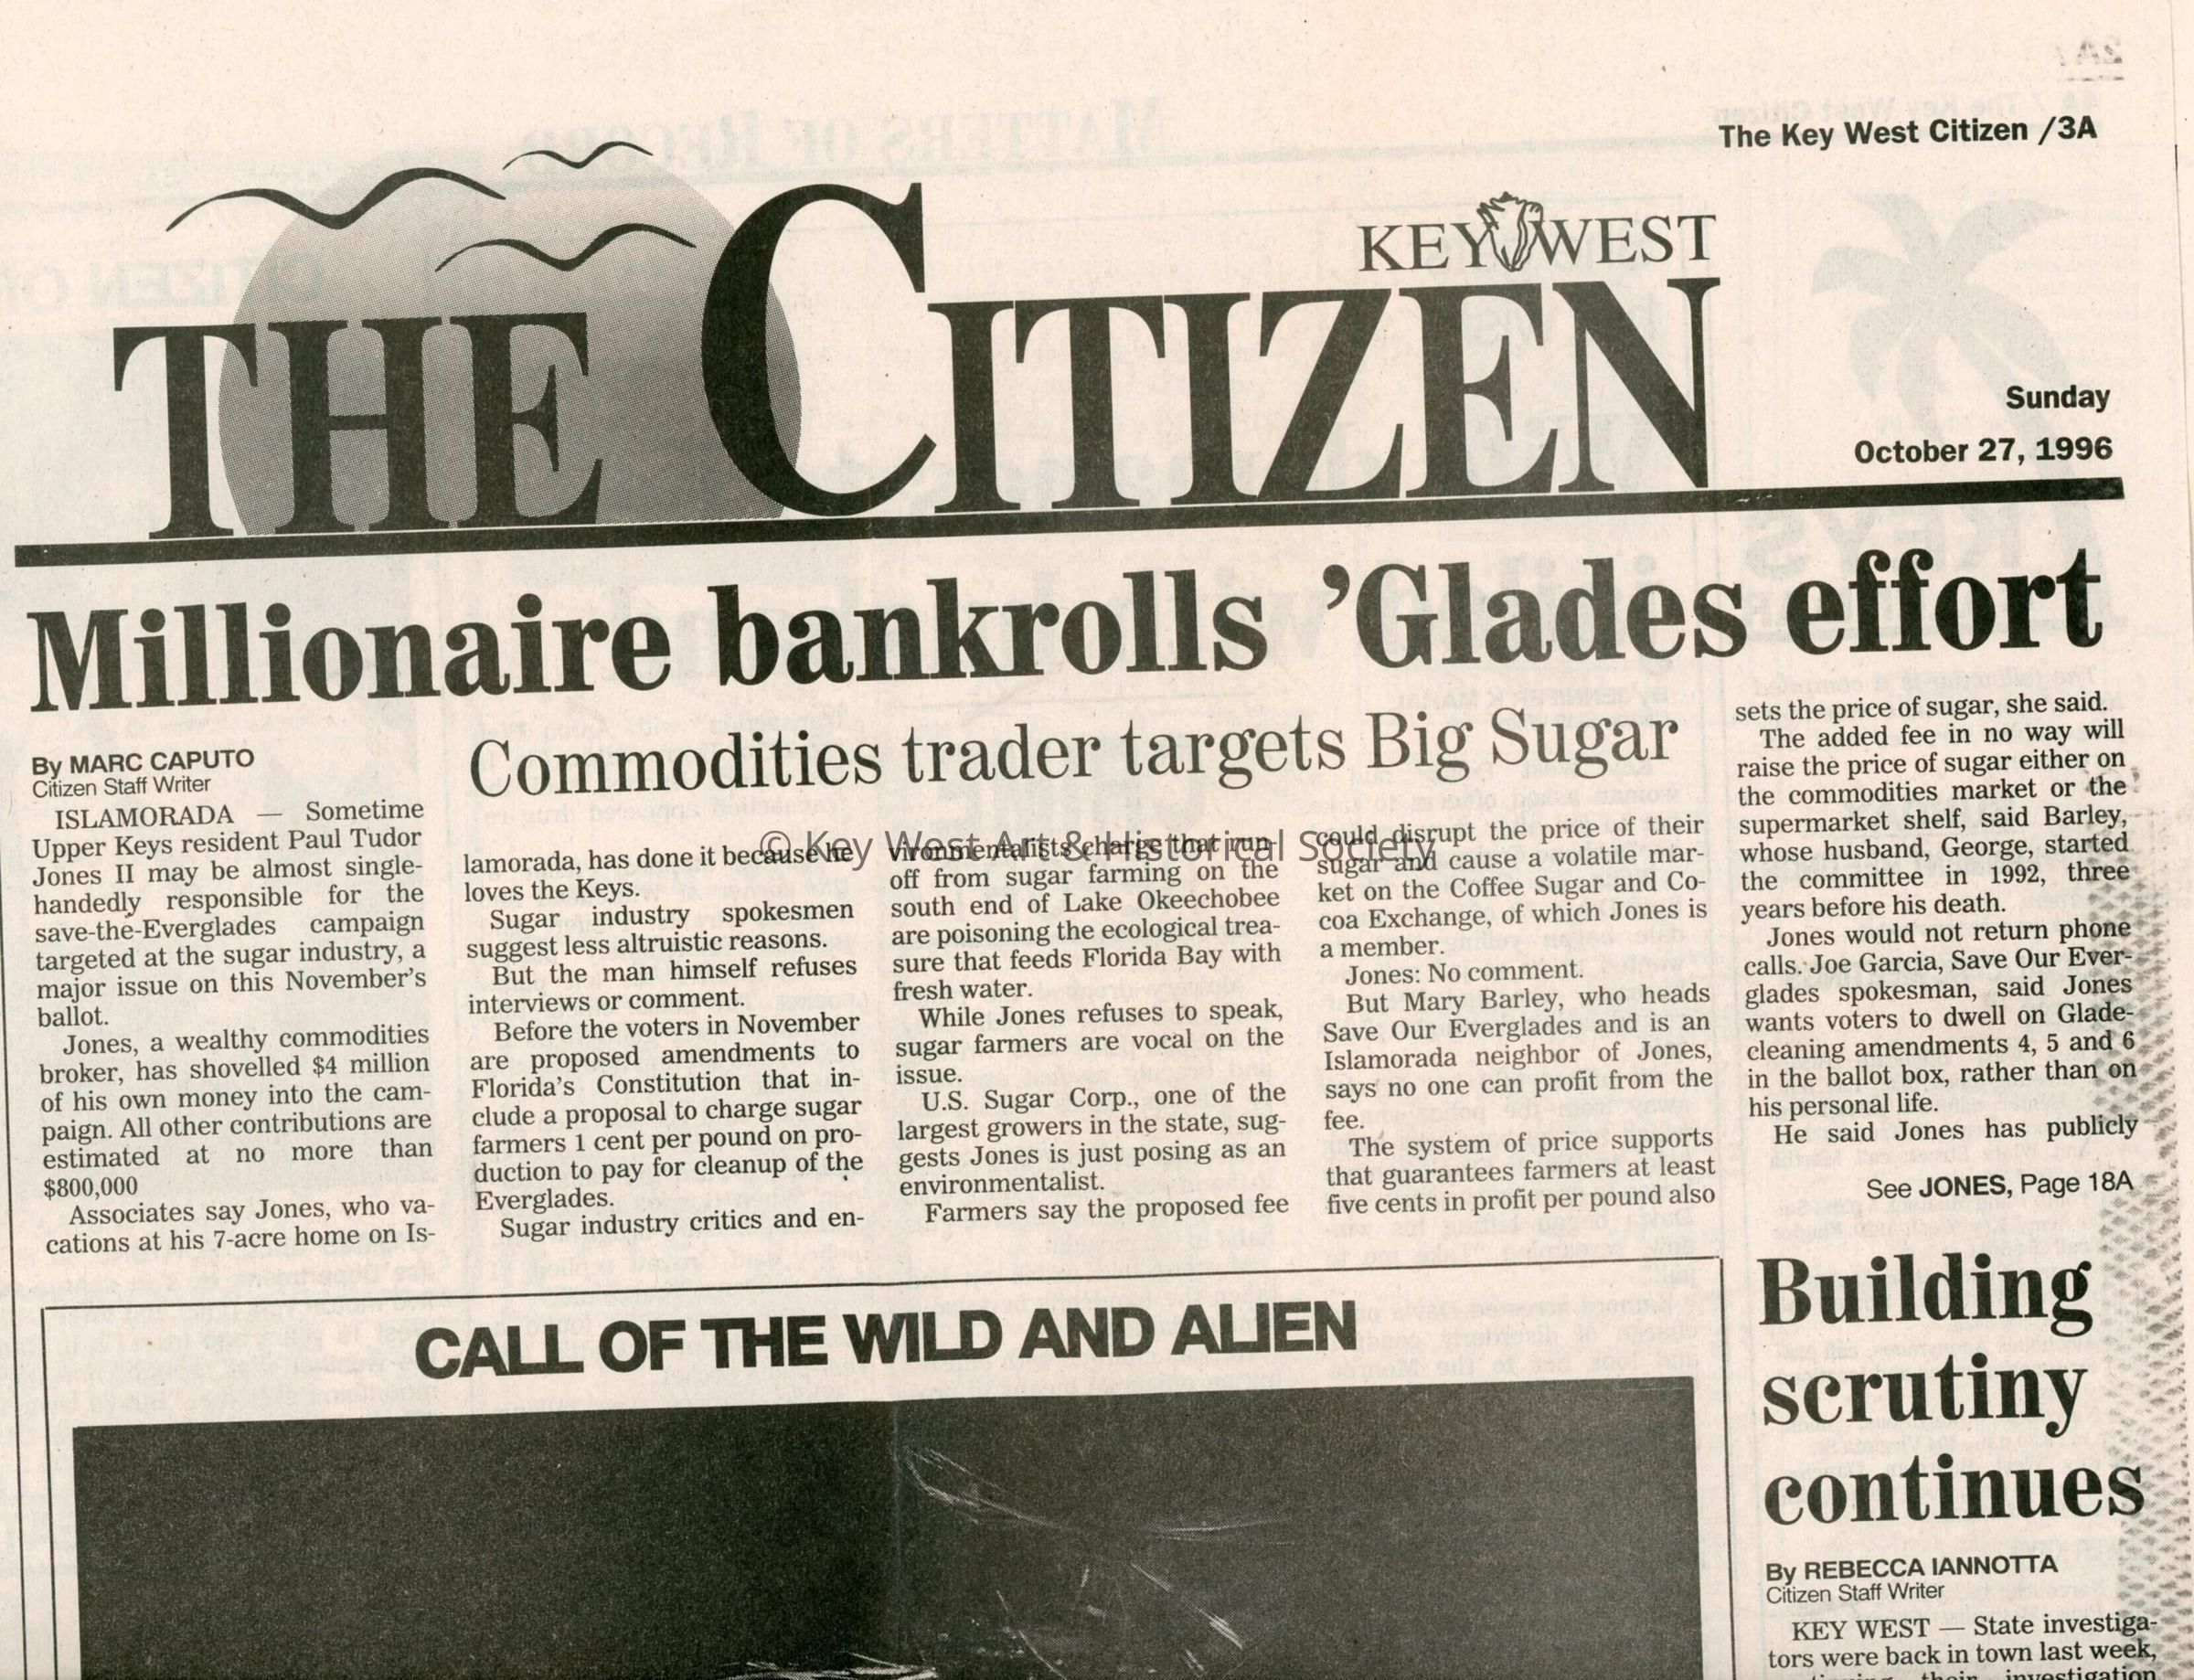 The Key West Citizen /3A
KEY WEST
THE CITIZEN
Sunday
October 27, 1996
Millionaire bankrolls ’Glades effort
Commodities trader targets Big Sugar
By MARC CAPUTO
Citizen Staff Writer
ISLAMORADA — Sometime
Upper Keys resident Paul Tudor
Jones II may be almost single-
handedly responsible for the
save-the-Everglades campaign
targeted at the sugar industry, a
major issue on this November’s
ballot.
Jones, a wealthy commodities
broker, has shovelled $4 million
of his own money into the cam-
paign. All other contributions are
estimated at no more than
$800,000
Associates say Jones, who va-
cations at his 7-acre home on Is-
lamorada, has done it because he
loves the Keys.
Sugar industry spokesmen
suggest less altruistic reasons.
But the man himself refuses
interviews or comment.
Before the voters in November
are proposed amendments to
Florida’s Constitution that in-
clude a proposal to charge sugar
farmers 1 cent per pound on pro-
duction to pay for cleanup of the
Everglades.
Sugar industry critics and en-
vironmentalists charge that run-
off from sugar farming on the
south end of Lake Okeechobee
are poisoning the ecological trea-
sure that feeds Florida Bay with
fresh water.
While Jones refuses to speak,
sugar farmers are vocal on the
issue.
U.S. Sugar Corp., one of the
largest growers in the state, sug-
gests Jones is just posing as an
environmentalist.
Farmers say the proposed fee
could disrupt the price of their
sugar and cause a volatile mar-
ket on the Coffee Sugar and Co-
coa Exchange, of which Jones is
a member.
Jones: No comment.
But Mary Barley, who heads
Save Our Everglades and is an
Islamorada neighbor of Jones,
says no one can profit from the
fee.
The system of price supports
that guarantees farmers at least
five cents in profit per pound also
sets the price of sugar, she said.
The added fee in no way will
raise the price of sugar either on
the commodities market or the
supermarket shelf, said Barley,
whose husband, George, started
the committee in 1992, three
years before his death.
Jones would not return phone
calls. Joe Garcia, Save Our Ever-
glades spokesman, said Jones
wants voters to dwell on Glade-
cleaning amendments 4, 5 and 6
in the ballot box, rather than on
his personal life.
He said Jones has publicly
See JONES, Page 18A
© Key West Art & Historical Society
CALL OF THE WILD AND ALIEN
Building
scrutiny
continues
By REBECCA IANNOTTA
Citizen Staff Writer
KEY WEST — State investiga-
tors were back in town last week,
their investigation